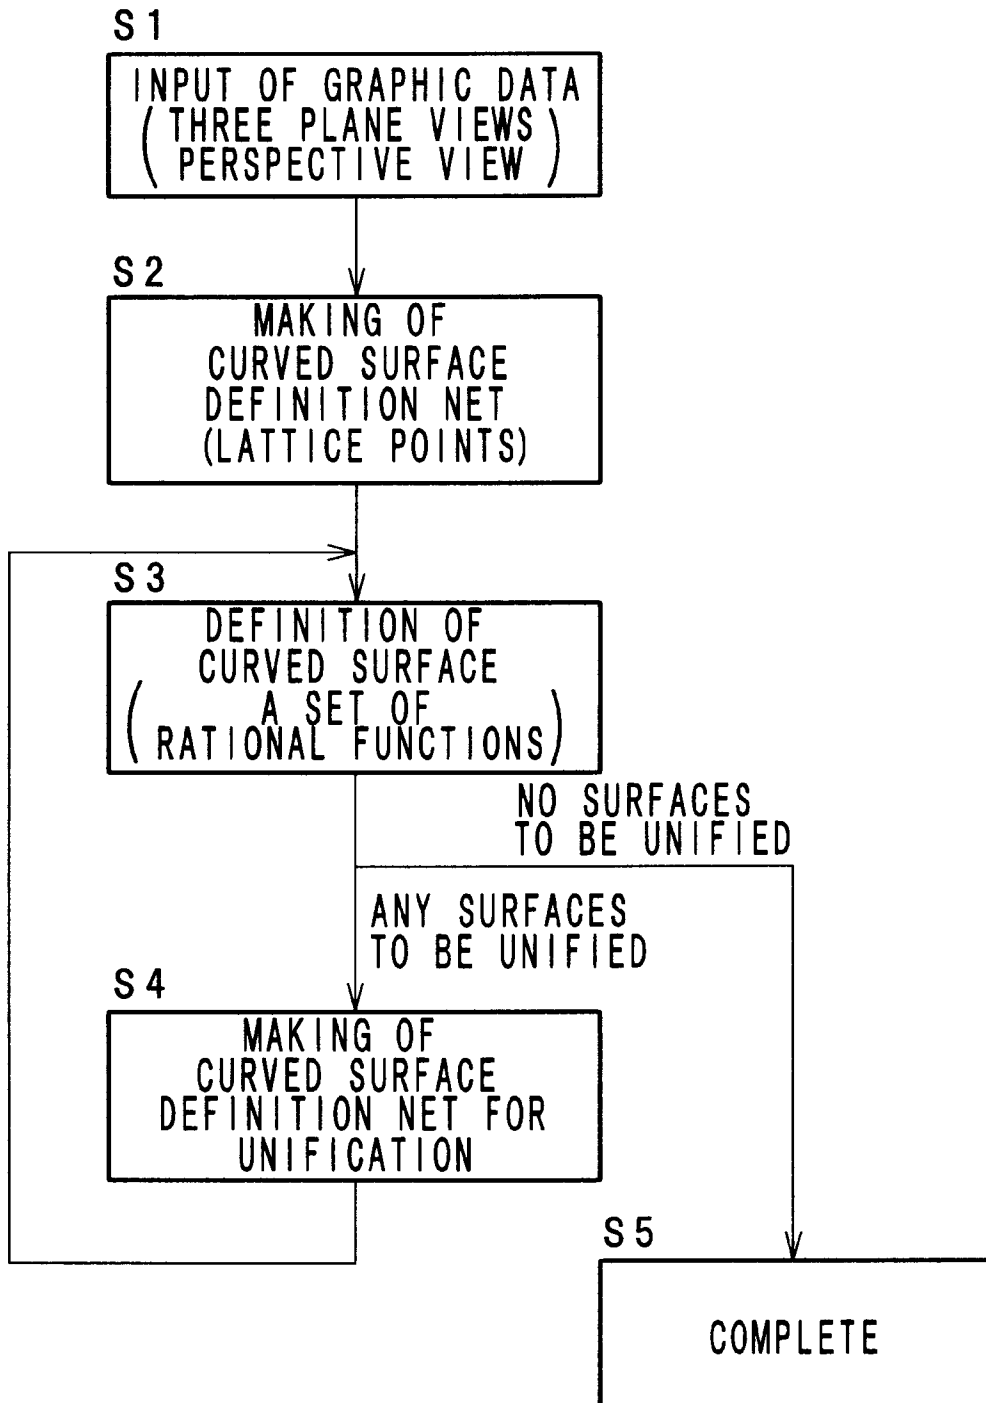 S1
INPUT OF GRAPHIC DATA
(THREE PLANE VIEWS
PERSPECTIVE VIEW)
S2
MAKING OF
CURVED SURFACE
DEFINITION NET
(LATTICE POINTS)
S3
DEFINITION OF
CURVED SURFACE
(A SET OF
RATIONAL FUNCTIONS)
NO SURFACES
TO BE UNIFIED
ANY SURFACES
TO BE UNIFIED
S4
MAKING OF
CURVED SURFACE
DEFINITION NET FOR
UNIFICATION
S5
COMPLETE